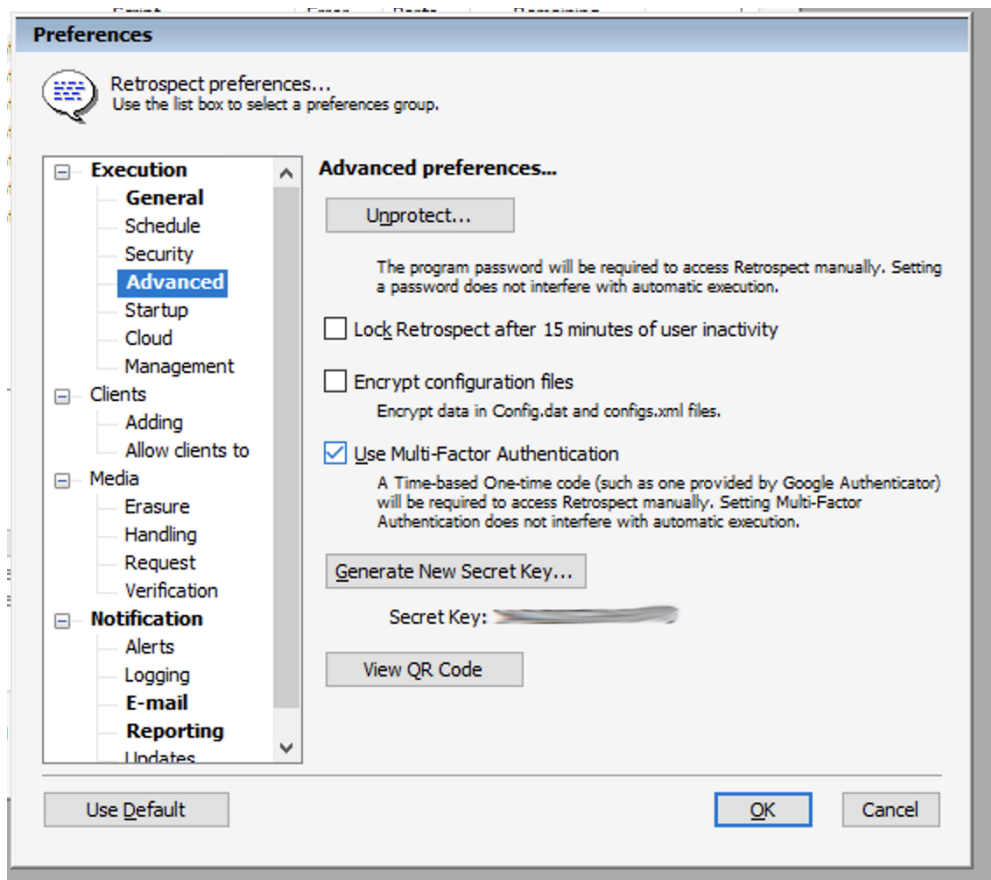 Preferences
Retrospect preferences...
Use the list box to select a preferences group.
Execution
General
Schedule
Security
Advanced
Startup
Cloud
Management
Clients
Adding
Allow clients to
Media
Erasure
Handling
Request
Verification
Notification
Alerts
Logging
E-mail
Reporting
Updates
Advanced preferences...
Unprotect...
The program password will be required to access Retrospect manually. Setting
a password does not interfere with automatic execution.
Lock Retrospect after 15 minutes of user inactivity
Encrypt configuration files
Encrypt data in Config.dat and configs.xml files.
Use Multi-Factor Authentication
A Time-based One-time code (such as one provided by Google Authenticator)
will be required to access Retrospect manually. Setting Multi-Factor
Authentication does not interfere with automatic execution.
Generate New Secret Key...
Secret Key:
View QR Code
Use Default
OK
Cancel